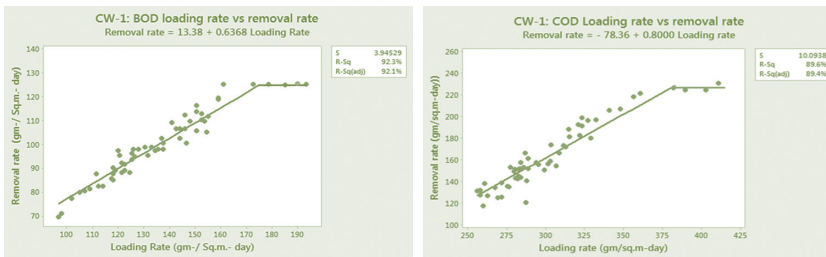 CW-1: BOD loading rate vs removal rate
Removal rate = 13.38 + 0.6368 Loading Rate
S 3.94529
R-Sq 92.3%
R-Sq(adj) 92.1%
Removal rate (gm-/ Sq.m.- day)
140
130
120
110
100
90
80
70
100 110 120 130 140 150 160 170 180 190
Loading Rate (gm-/ Sq.m.- day)
CW-1: COD Loading rate vs removal rate
Removal rate = - 78.36 + 0.8000 Loading rate
S 10.0938
R-Sq 89.6%
R-Sq(adj) 89.4%
Removal rate (gm/sq.m-day))
260
240
220
200
180
160
140
120
100
250 275 300 325 350 375 400 425
Loading rate (gm/sq.m-day)